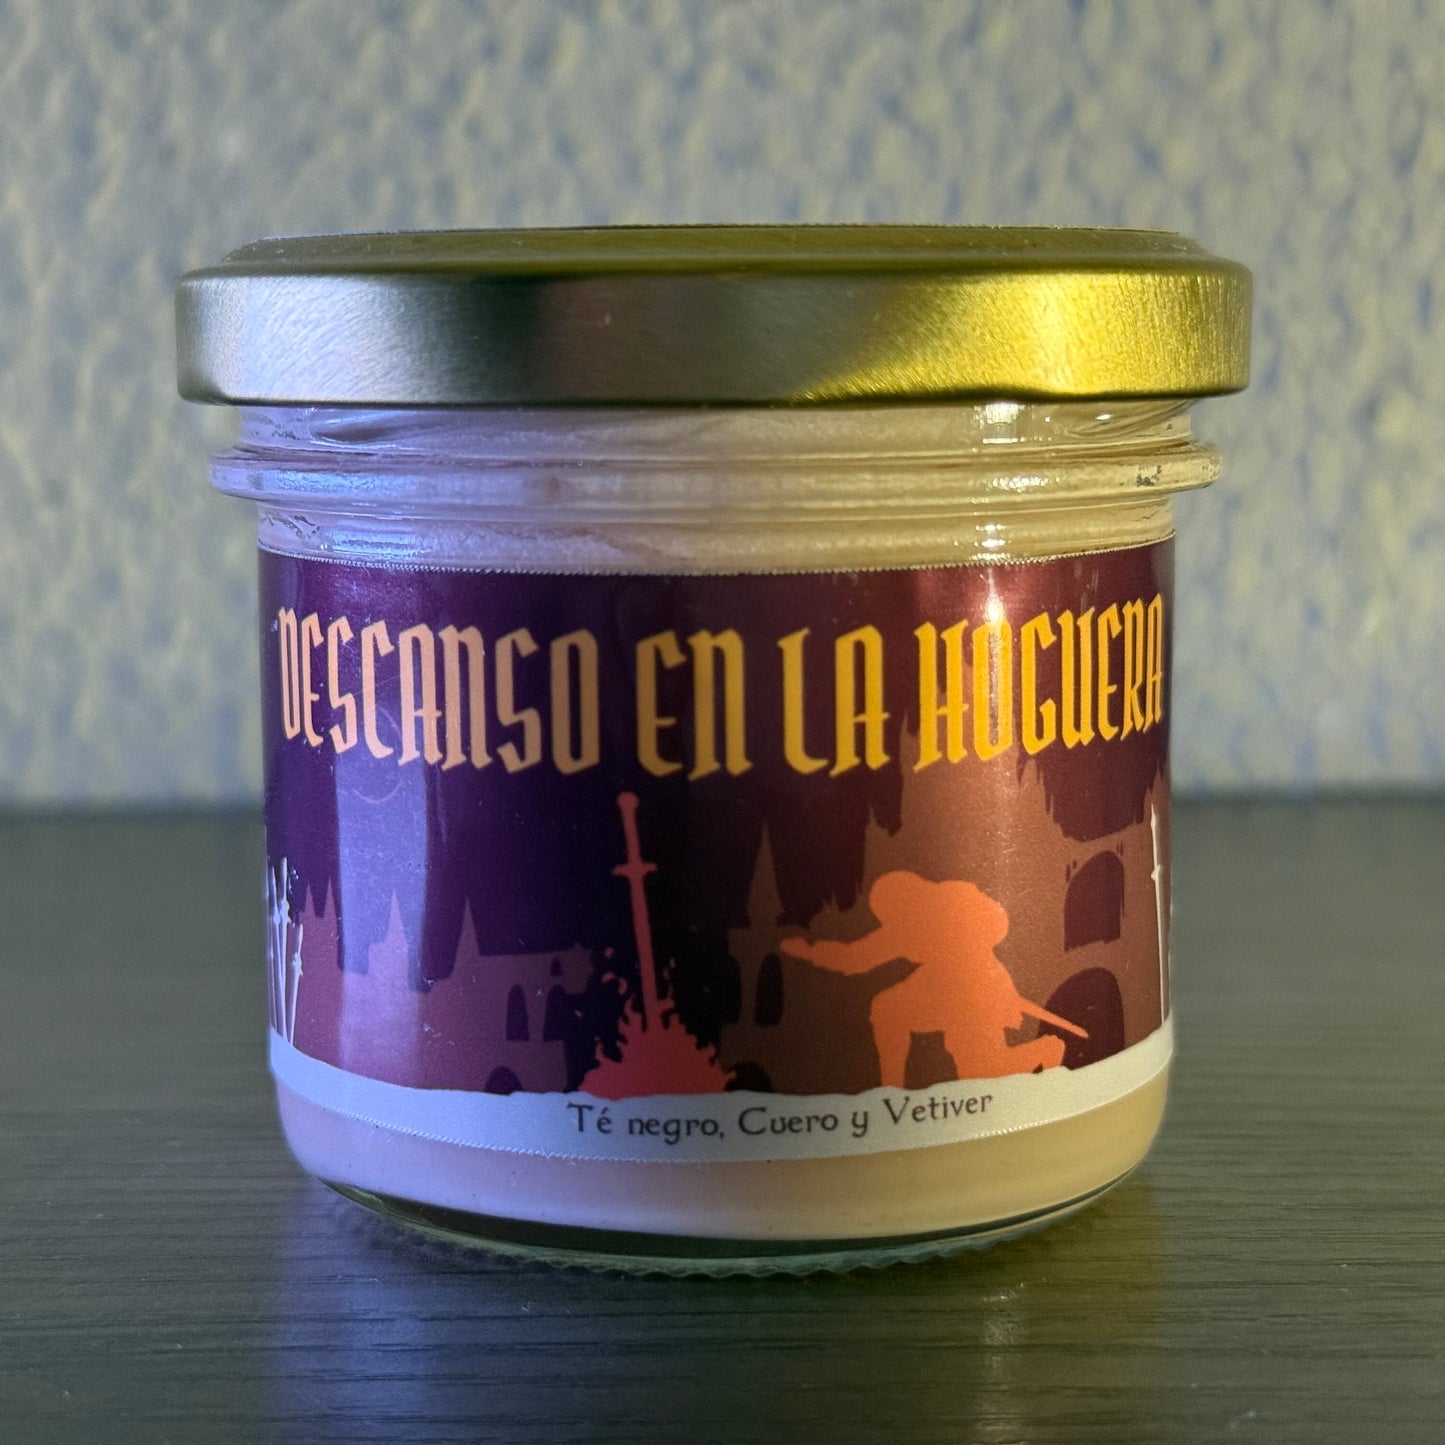 DESCANSO EN LA HOGUERA
Té negro, Cuero y Vetiver